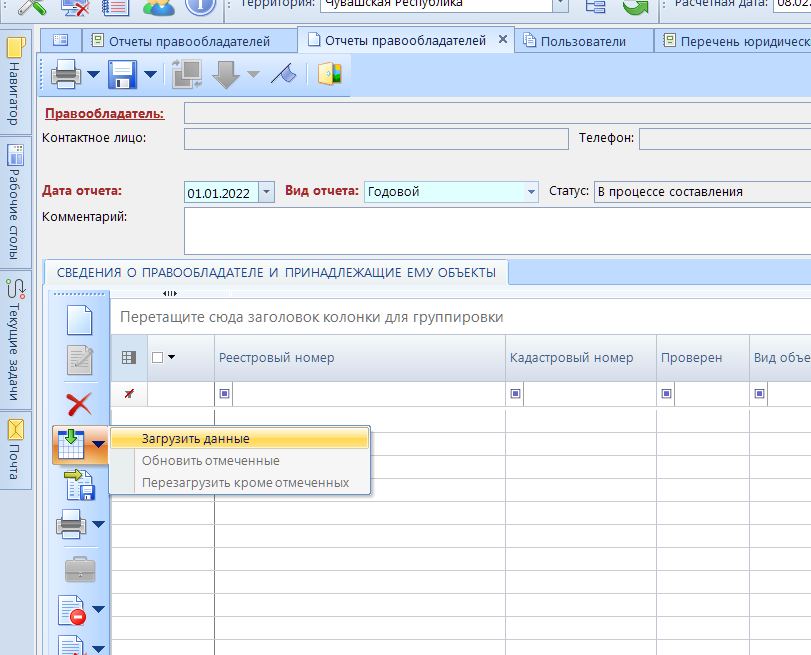 Территория: Чувашская Республика
Расчетная дата: 08.02
Отчеты правообладателей
Отчеты правообладателей
Пользователи
Перечень юридическ
Навигатор
Рабочие столы
Текущие задачи
Почта
Правообладатель:
Контактное лицо:
Телефон:
Дата отчета: 01.01.2022 Вид отчета: Годовой Статус: В процессе составления
Комментарий:
СВЕДЕНИЯ О ПРАВООБЛАДАТЕЛЕ И ПРИНАДЛЕЖАЩИЕ ЕМУ ОБЪЕКТЫ
Перетащите сюда заголовок колонки для группировки
Реестровый номер Кадастровый номер Проверен Вид объе
Загрузить данные
Обновить отмеченные
Перезагрузить кроме отмеченных